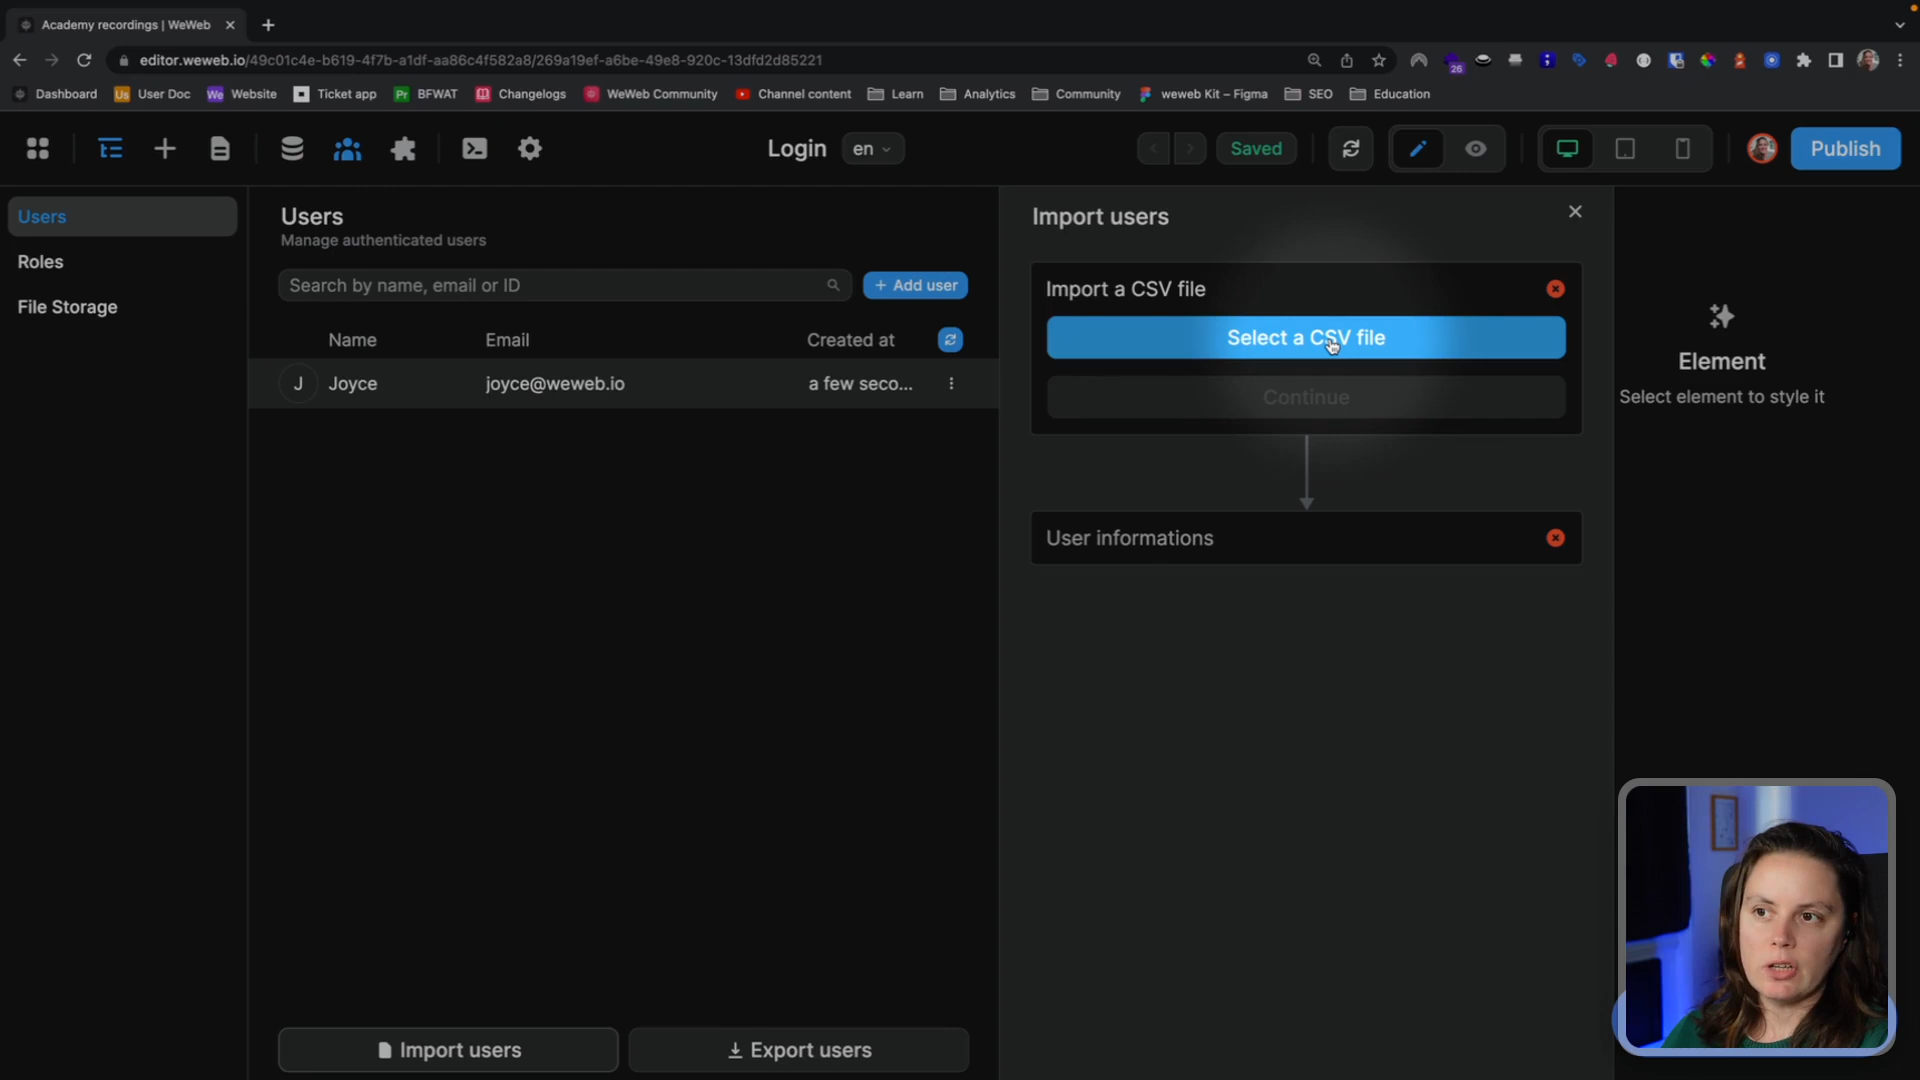 Academy recordings | WeWeb
editor.weweb.io/49c01c4e-b619-4f7b-a1df-aa86c4f582a8/269a19ef-a6be-49e8-920c-13dfd2d85221
26
Dashboard
Us User Doc
We Website
Ticket app
Pr BFWAT
Changelogs
WeWeb Community
Channel content
Learn
Analytics
Community
weweb Kit – Figma
SEO
Education
Login
en
Saved
Publish
Users
Roles
File Storage
Users
Manage authenticated users
Search by name, email or ID
+ Add user
Name Email Created at
J Joyce joyce@weweb.io a few seco...
Import users
Export users
Import users
Import a CSV file
Select a CSV file
Continue
User informations
Element
Select element to style it